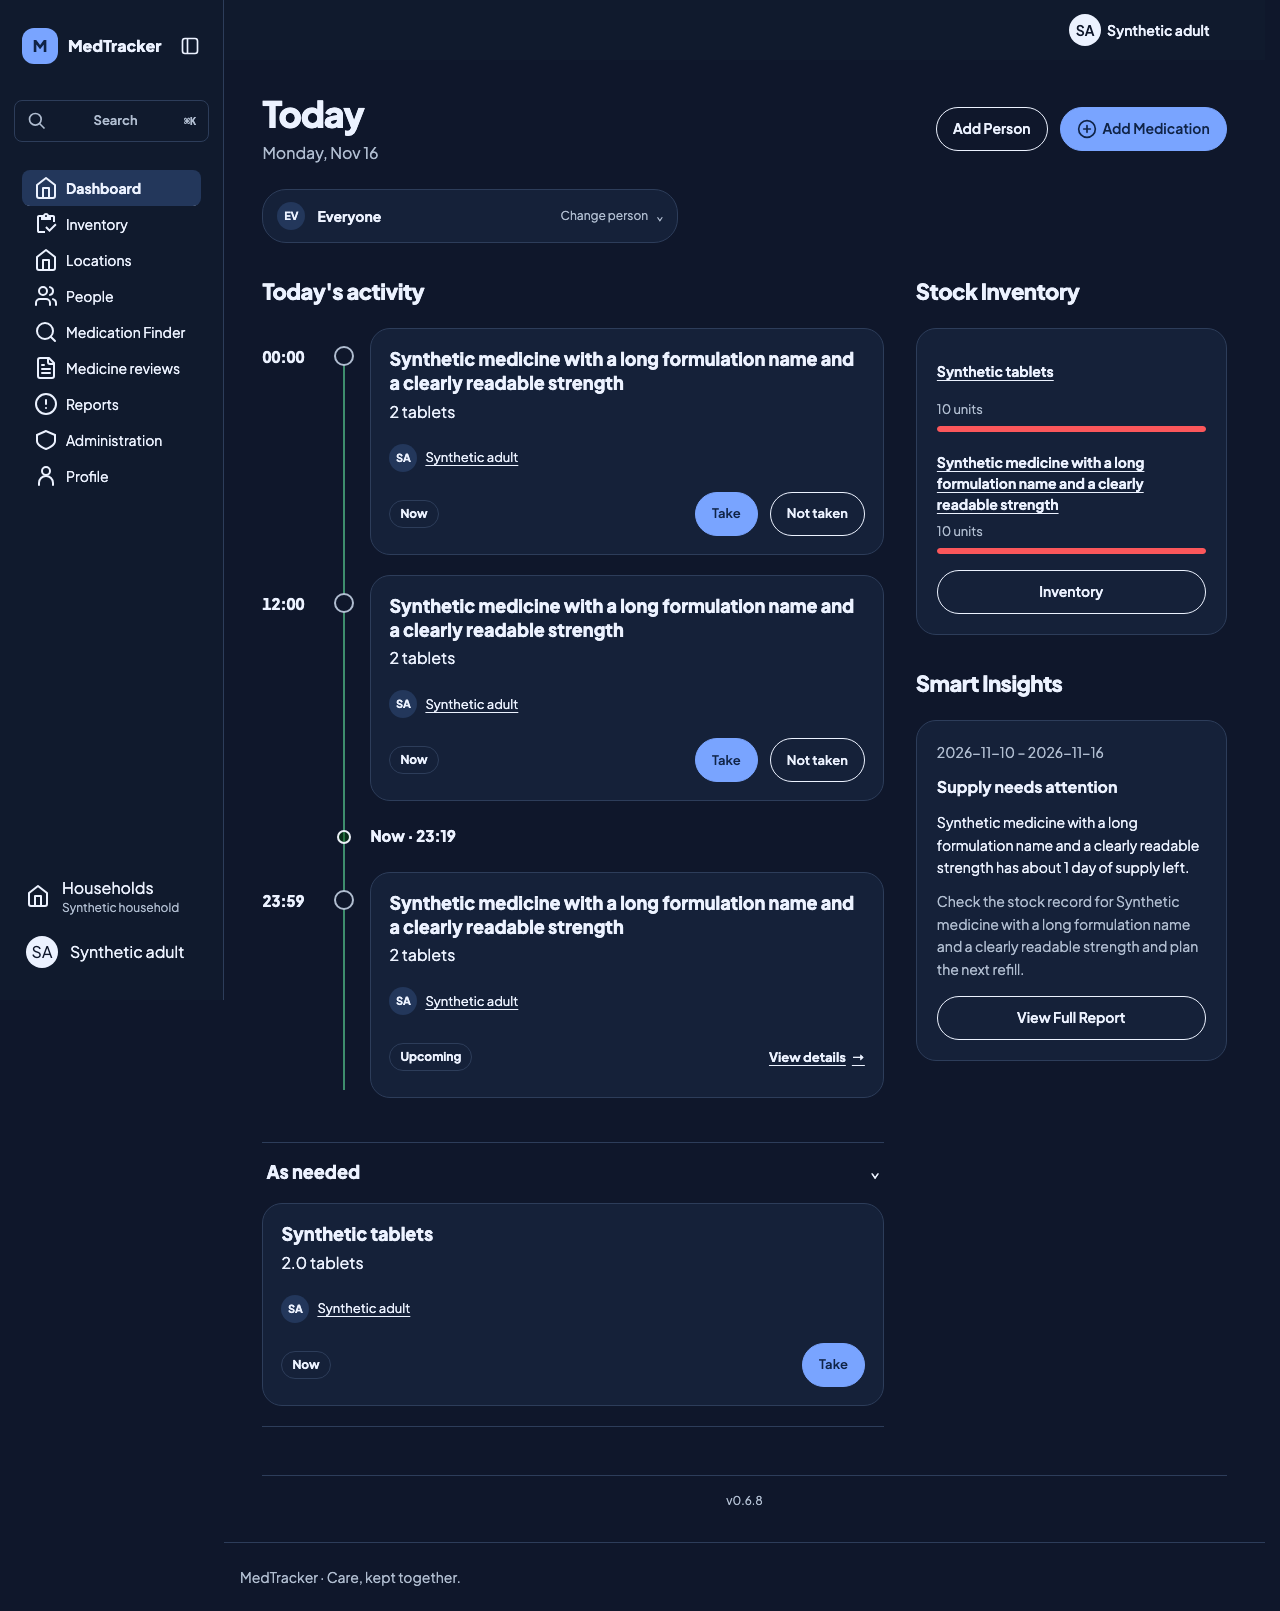 M MedTracker
Search ⌘K
Dashboard
Inventory
Locations
People
Medication Finder
Medicine reviews
Reports
Administration
Profile
Households
Synthetic household
SA Synthetic adult
SA Synthetic adult
Today
Monday, Nov 16
Add Person
Add Medication
EV Everyone Change person
Today's activity
00:00
Synthetic medicine with a long formulation name and
a clearly readable strength
2 tablets
SA Synthetic adult
Now Take Not taken
12:00
Synthetic medicine with a long formulation name and
a clearly readable strength
2 tablets
SA Synthetic adult
Now Take Not taken
Now · 23:19
23:59
Synthetic medicine with a long formulation name and
a clearly readable strength
2 tablets
SA Synthetic adult
Upcoming View details →
As needed
Synthetic tablets
2.0 tablets
SA Synthetic adult
Now Take
Stock Inventory
Synthetic tablets
10 units
Synthetic medicine with a long
formulation name and a clearly
readable strength
10 units
Inventory
Smart Insights
2026-11-10 – 2026-11-16
Supply needs attention
Synthetic medicine with a long
formulation name and a clearly readable
strength has about 1 day of supply left.
Check the stock record for Synthetic
medicine with a long formulation name
and a clearly readable strength and plan
the next refill.
View Full Report
v0.6.8
MedTracker · Care, kept together.